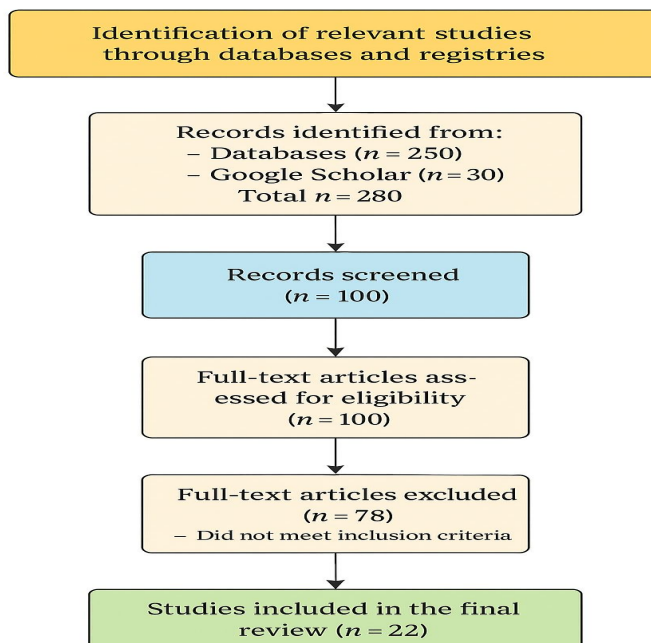 Identification of relevant studies
through databases and registries
Records identified from:
– Databases (n = 250)
– Google Scholar (n = 30)
Total n = 280
Records screened
(n = 100)
Full-text articles ass-
essed for eligibility
(n = 100)
Full-text articles excluded
(n = 78)
– Did not meet inclusion criteria
Studies included in the final
review (n = 22)